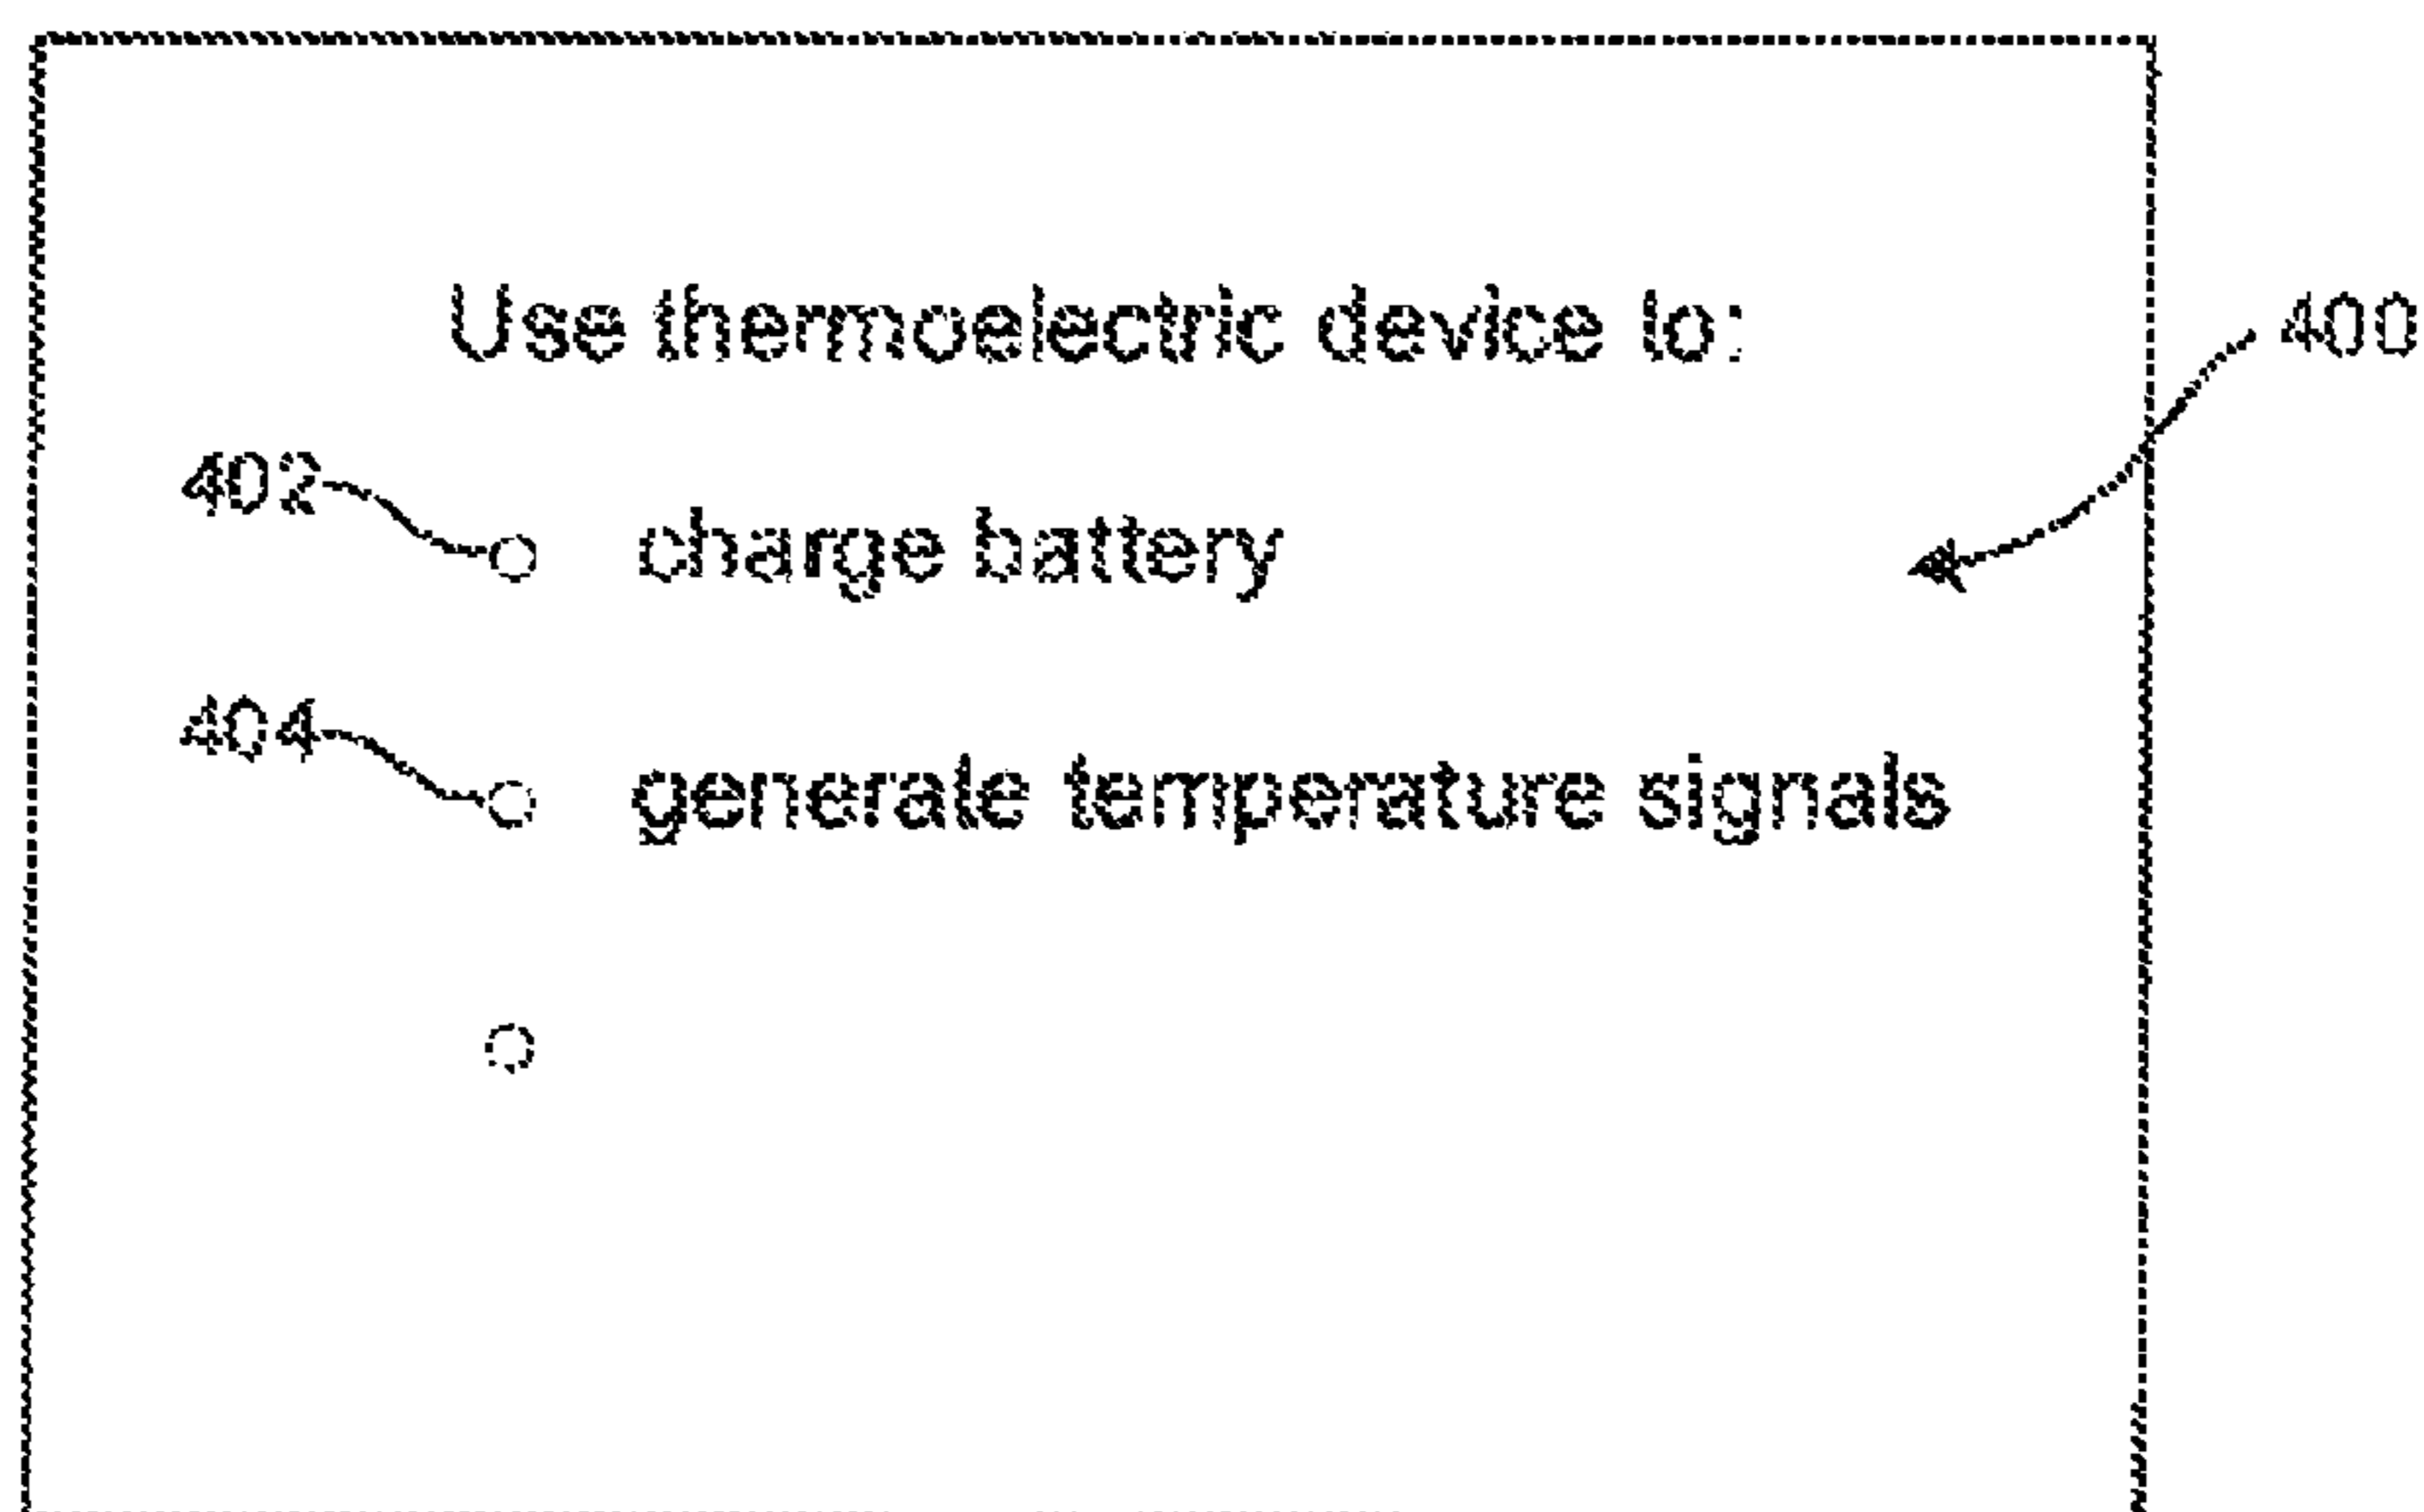 Use thermoelectric device to:
400
402
charge battery
404
generate temperature signals